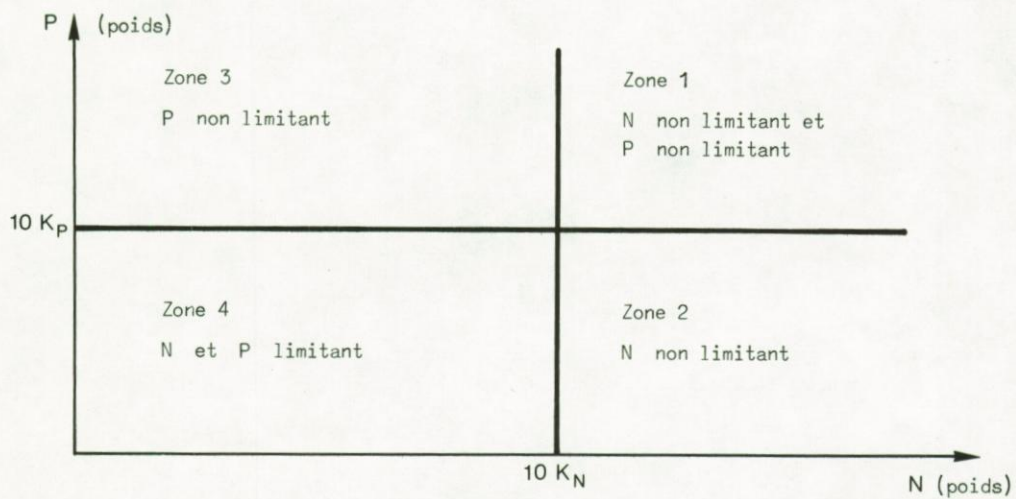 P (poids)
Zone 3
P non limitant
Zone 1
N non limitant et
P non limitant
10 K_P
Zone 4
N et P limitant
Zone 2
N non limitant
10 K_N
N (poids)